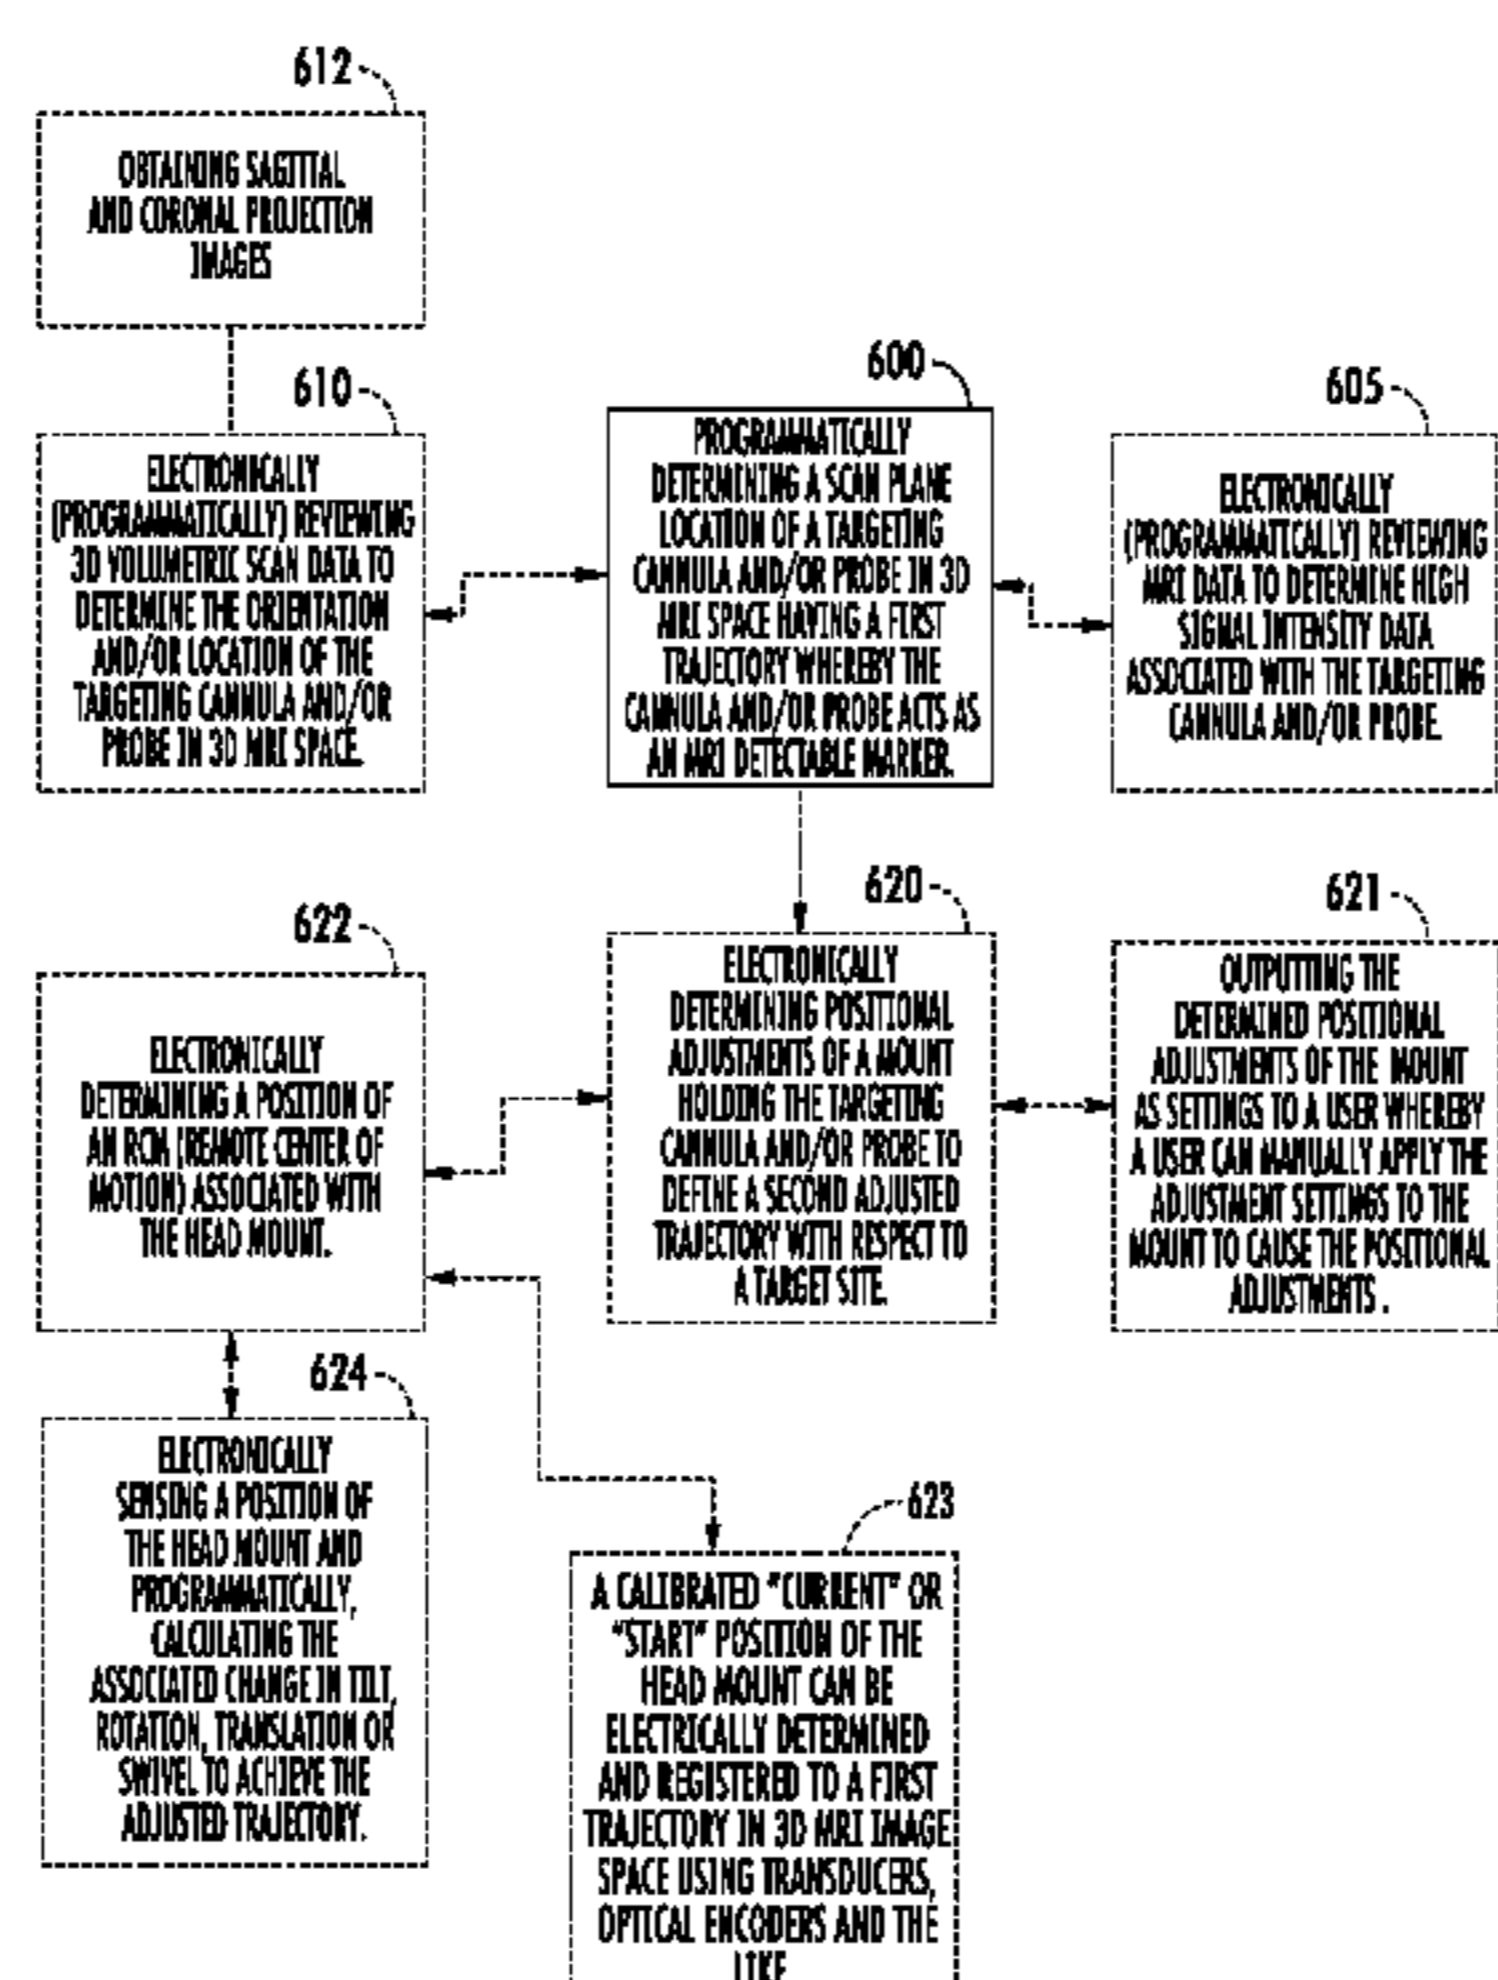 612
OBTAINING SAGITTAL
AND CORONAL PROJECTION
IMAGES
610
ELECTRONICALLY
(PROGRAMMATICALLY) REVIEWING
3D VOLUMETRIC SCAN DATA TO
DETERMINE THE ORIENTATION
AND/OR LOCATION OF THE
TARGETING CANNULA AND/OR
PROBE IN 3D MRI SPACE.
600
PROGRAMMATICALLY
DETERMINING A SCAN PLANE
LOCATION OF A TARGETING
CANNULA AND/OR PROBE IN 3D
MRI SPACE HAVING A FIRST
TRAJECTORY WHEREBY THE
CANNULA AND/OR PROBE ACTS AS
AN MRI DETECTABLE MARKER.
605
ELECTRONICALLY
(PROGRAMMATICALLY) REVIEWING
MRI DATA TO DETERMINE HIGH
SIGNAL INTENSITY DATA
ASSOCIATED WITH THE TARGETING
CANNULA AND/OR PROBE.
622
ELECTRONICALLY
DETERMINING A POSITION OF
AN RCM (REMOTE CENTER OF
MOTION) ASSOCIATED WITH
THE HEAD MOUNT.
620
ELECTRONICALLY
DETERMINING POSITIONAL
ADJUSTMENTS OF A MOUNT
HOLDING THE TARGETING
CANNULA AND/OR PROBE TO
DEFINE A SECOND ADJUSTED
TRAJECTORY WITH RESPECT TO
A TARGET SITE.
621
OUTPUTTING THE
DETERMINED POSITIONAL
ADJUSTMENTS OF THE MOUNT
AS SETTINGS TO A USER WHEREBY
A USER CAN MANUALLY APPLY THE
ADJUSTMENT SETTINGS TO THE
MOUNT TO CAUSE THE POSITIONAL
ADJUSTMENTS .
624
ELECTRONICALLY
SENSING A POSITION OF
THE HEAD MOUNT AND
PROGRAMMATICALLY,
CALCULATING THE
ASSOCIATED CHANGE IN TILT,
ROTATION, TRANSLATION OR
SWIVEL TO ACHIEVE THE
ADJUSTED TRAJECTORY.
623
A CALIBRATED "CURRENT" OR
"START" POSITION OF THE
HEAD MOUNT CAN BE
ELECTRICALLY DETERMINED
AND REGISTERED TO A FIRST
TRAJECTORY IN 3D MRI IMAGE
SPACE USING TRANSDUCERS,
OPTICAL ENCODERS AND THE
LIKE